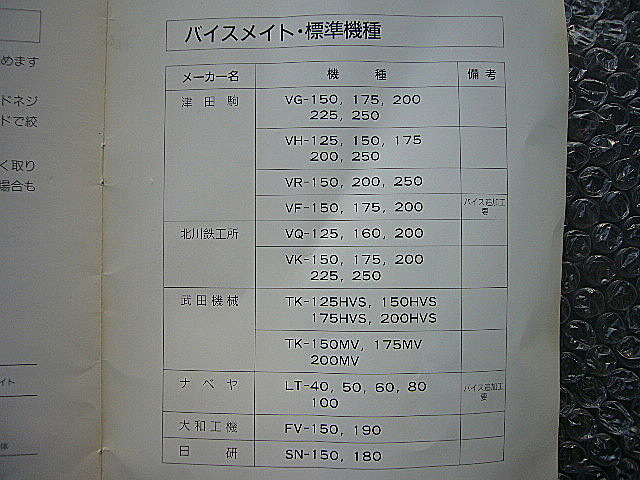 めます
ドネジ
ドで絞
く取り
場合も
イト
体
バイスメイト・標準機種
メーカー名 機種 備考
津田駒 VG-150, 175, 200
225, 250
VH-125, 150, 175
200, 250
VR-150, 200, 250
VF-150, 175, 200 バイス追加工
要
北川鉄工所 VQ-125, 160, 200
VK-150, 175, 200
225, 250
武田機械 TK-125HVS, 150HVS
175HVS, 200HVS
TK-150MV, 175MV
200MV
ナベヤ LT-40, 50, 60, 80 バイス追加工
100 要
大和工機 FV-150, 190
日研 SN-150, 180